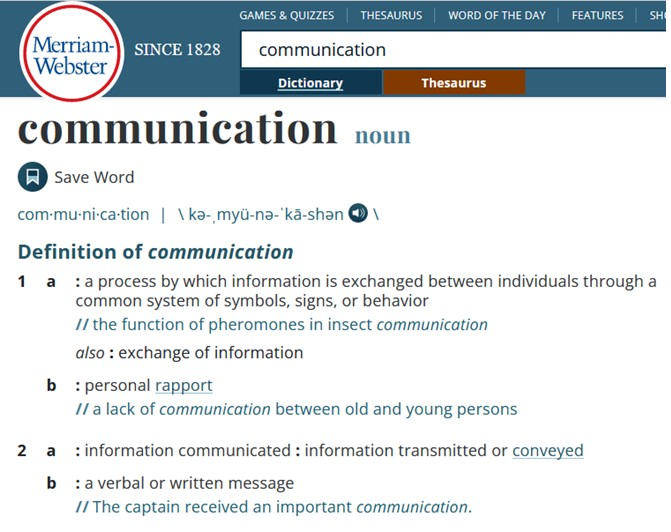 GAMES & QUIZZES | THESAURUS | WORD OF THE DAY | FEATURES | SH
Merriam-
Webster
SINCE 1828
communication
Dictionary
Thesaurus
communication noun
Save Word
com·mu·ni·ca·tion | \ kə-ˌmyü-nə-ˈkā-shən \
Definition of communication
1 a : a process by which information is exchanged between individuals through a
common system of symbols, signs, or behavior
// the function of pheromones in insect communication
also : exchange of information
b : personal rapport
// a lack of communication between old and young persons
2 a : information communicated : information transmitted or conveyed
b : a verbal or written message
// The captain received an important communication.